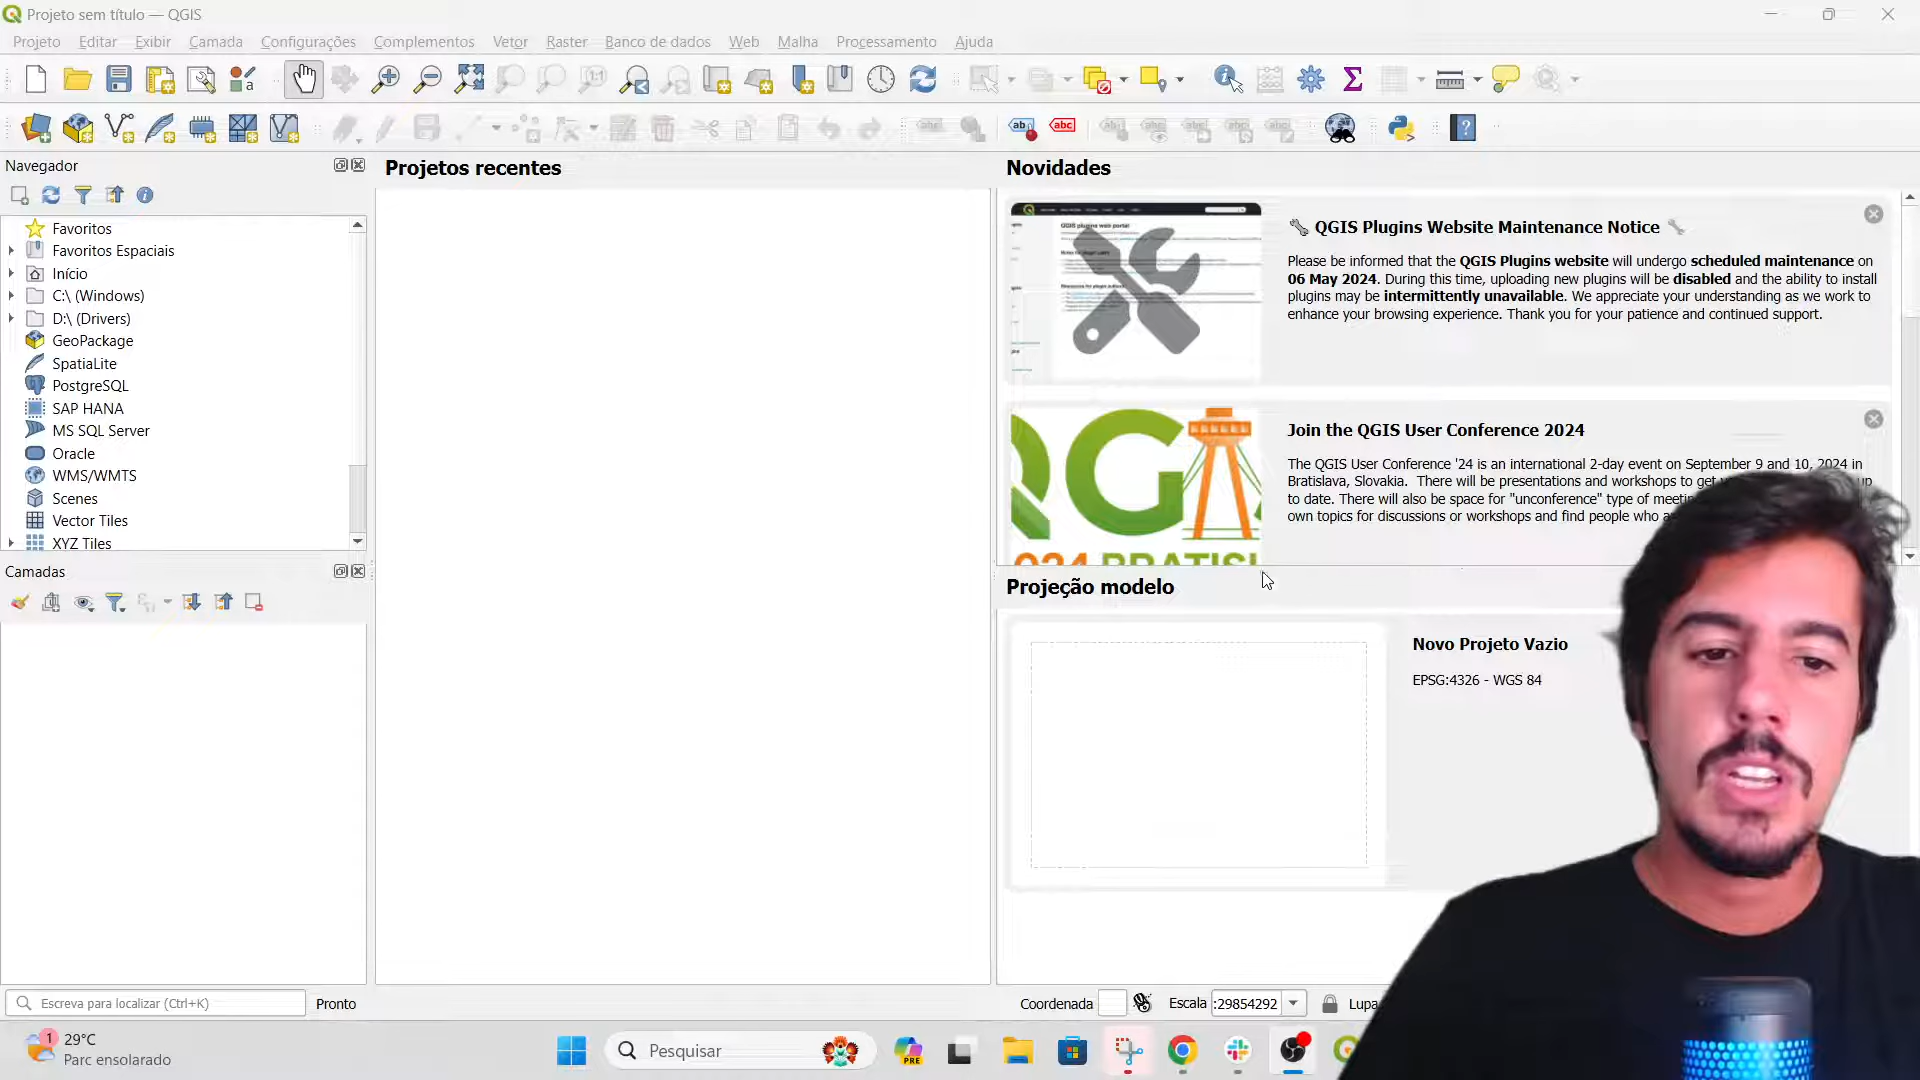 Projeto sem título — QGIS
Projeto Editar Exibir Camada Configurações Complementos Vetor Raster Banco de dados Web Malha Processamento Ajuda
Navegador
Favoritos
Favoritos Espaciais
Início
C:\ (Windows)
D:\ (Drivers)
GeoPackage
SpatiaLite
PostgreSQL
SAP HANA
MS SQL Server
Oracle
WMS/WMTS
Scenes
Vector Tiles
XYZ Tiles
Camadas
Projetos recentes
Novidades
QGIS Plugins Website Maintenance Notice
Please be informed that the QGIS Plugins website will undergo scheduled maintenance on
06 May 2024. During this time, uploading new plugins will be disabled and the ability to install
plugins may be intermittently unavailable. We appreciate your understanding as we work to
enhance your browsing experience. Thank you for your patience and continued support.
Join the QGIS User Conference 2024
The QGIS User Conference '24 is an international 2-day event on September 9 and 10, 2024 in
Bratislava, Slovakia. There will be presentations and workshops to get up
to date. There will also be space for "unconference" type of
own topics for discussions or workshops and find people who
Projeção modelo
Novo Projeto Vazio
EPSG:4326 - WGS 84
Escreva para localizar (Ctrl+K) Pronto Coordenada Escala :29854292 Lupa
1 29°C
Parc ensolarado
Pesquisar
PRE